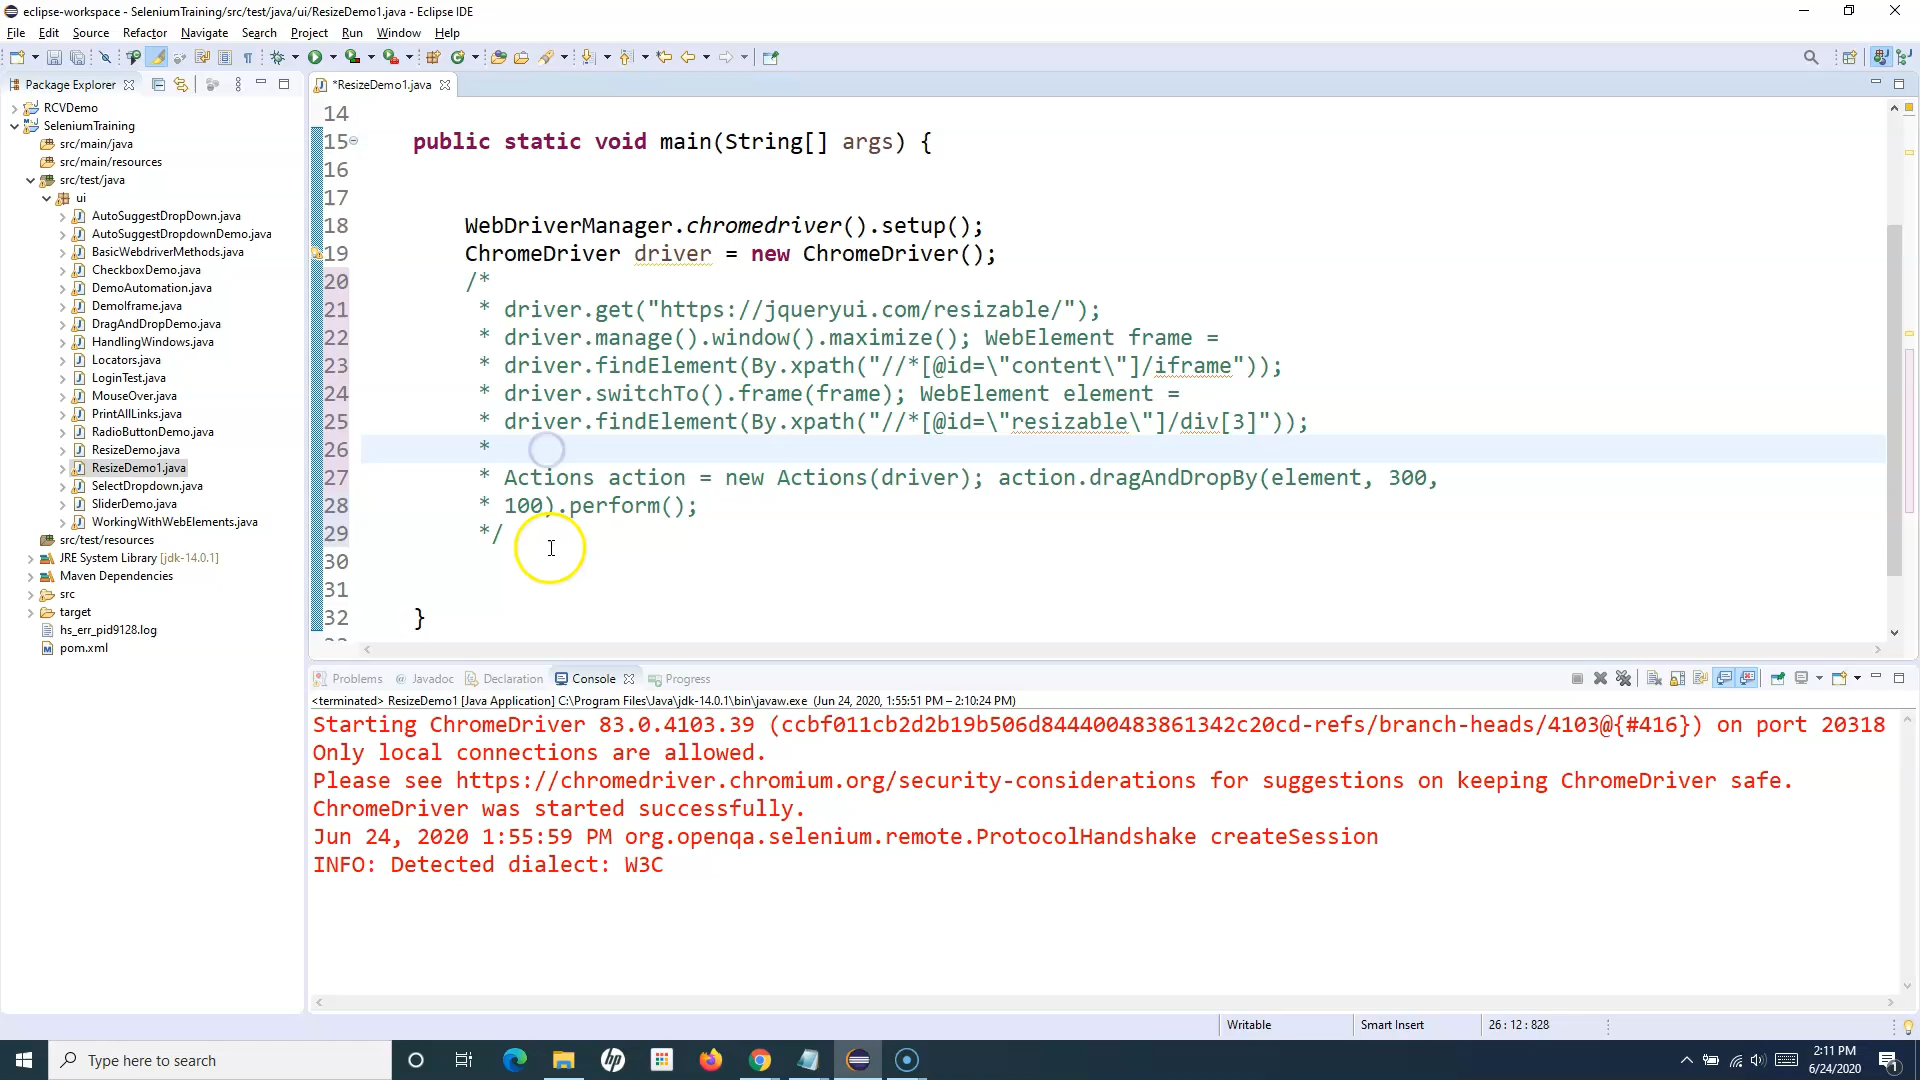 eclipse-workspace - SeleniumTraining/src/test/java/ui/ResizeDemo1.java - Eclipse IDE
File Edit Source Refactor Navigate Search Project Run Window Help
Package Explorer
*ResizeDemo1.java
RCVDemo
SeleniumTraining
src/main/java
src/main/resources
src/test/java
ui
AutoSuggestDropDown.java
AutoSuggestDropdownDemo.java
BasicWebdriverMethods.java
CheckboxDemo.java
DemoAutomation.java
DemoIframe.java
DragAndDropDemo.java
HandlingWindows.java
Locators.java
LoginTest.java
MouseOver.java
PrintAllLinks.java
RadioButtonDemo.java
ResizeDemo.java
ResizeDemo1.java
SelectDropdown.java
SliderDemo.java
WorkingWithWebElements.java
src/test/resources
JRE System Library [jdk-14.0.1]
Maven Dependencies
src
target
hs_err_pid9128.log
pom.xml
14
15 public static void main(String[] args) {
16
17
18 WebDriverManager.chromedriver().setup();
19 ChromeDriver driver = new ChromeDriver();
20 /*
21 * driver.get("https://jqueryui.com/resizable/");
22 * driver.manage().window().maximize(); WebElement frame =
23 * driver.findElement(By.xpath("//*[@id=\"content\"]/iframe"));
24 * driver.switchTo().frame(frame); WebElement element =
25 * driver.findElement(By.xpath("//*[@id=\"resizable\"]/div[3]"));
26 *
27 * Actions action = new Actions(driver); action.dragAndDropBy(element, 300,
28 * 100).perform();
29 */
30
31
32 }
Problems Javadoc Declaration Console Progress
<terminated> ResizeDemo1 [Java Application] C:\Program Files\Java\jdk-14.0.1\bin\javaw.exe (Jun 24, 2020, 1:55:51 PM – 2:10:24 PM)
Starting ChromeDriver 83.0.4103.39 (ccbf011cb2d2b19b506d844400483861342c20cd-refs/branch-heads/4103@{#416}) on port 20318
Only local connections are allowed.
Please see https://chromedriver.chromium.org/security-considerations for suggestions on keeping ChromeDriver safe.
ChromeDriver was started successfully.
Jun 24, 2020 1:55:59 PM org.openqa.selenium.remote.ProtocolHandshake createSession
INFO: Detected dialect: W3C
Writable Smart Insert 26 : 12 : 828
Type here to search
2:11 PM
6/24/2020